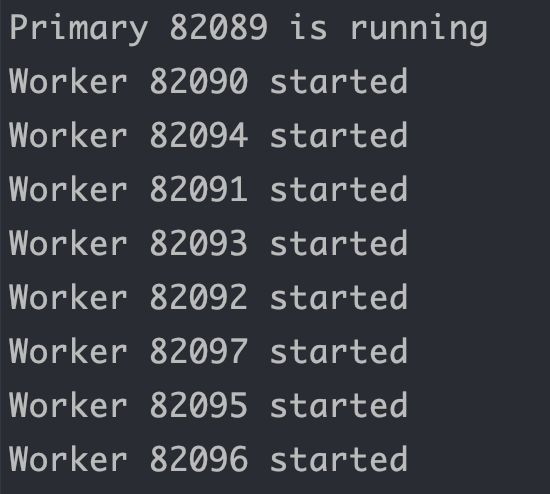 Primary 82089 is running
Worker 82090 started
Worker 82094 started
Worker 82091 started
Worker 82093 started
Worker 82092 started
Worker 82097 started
Worker 82095 started
Worker 82096 started